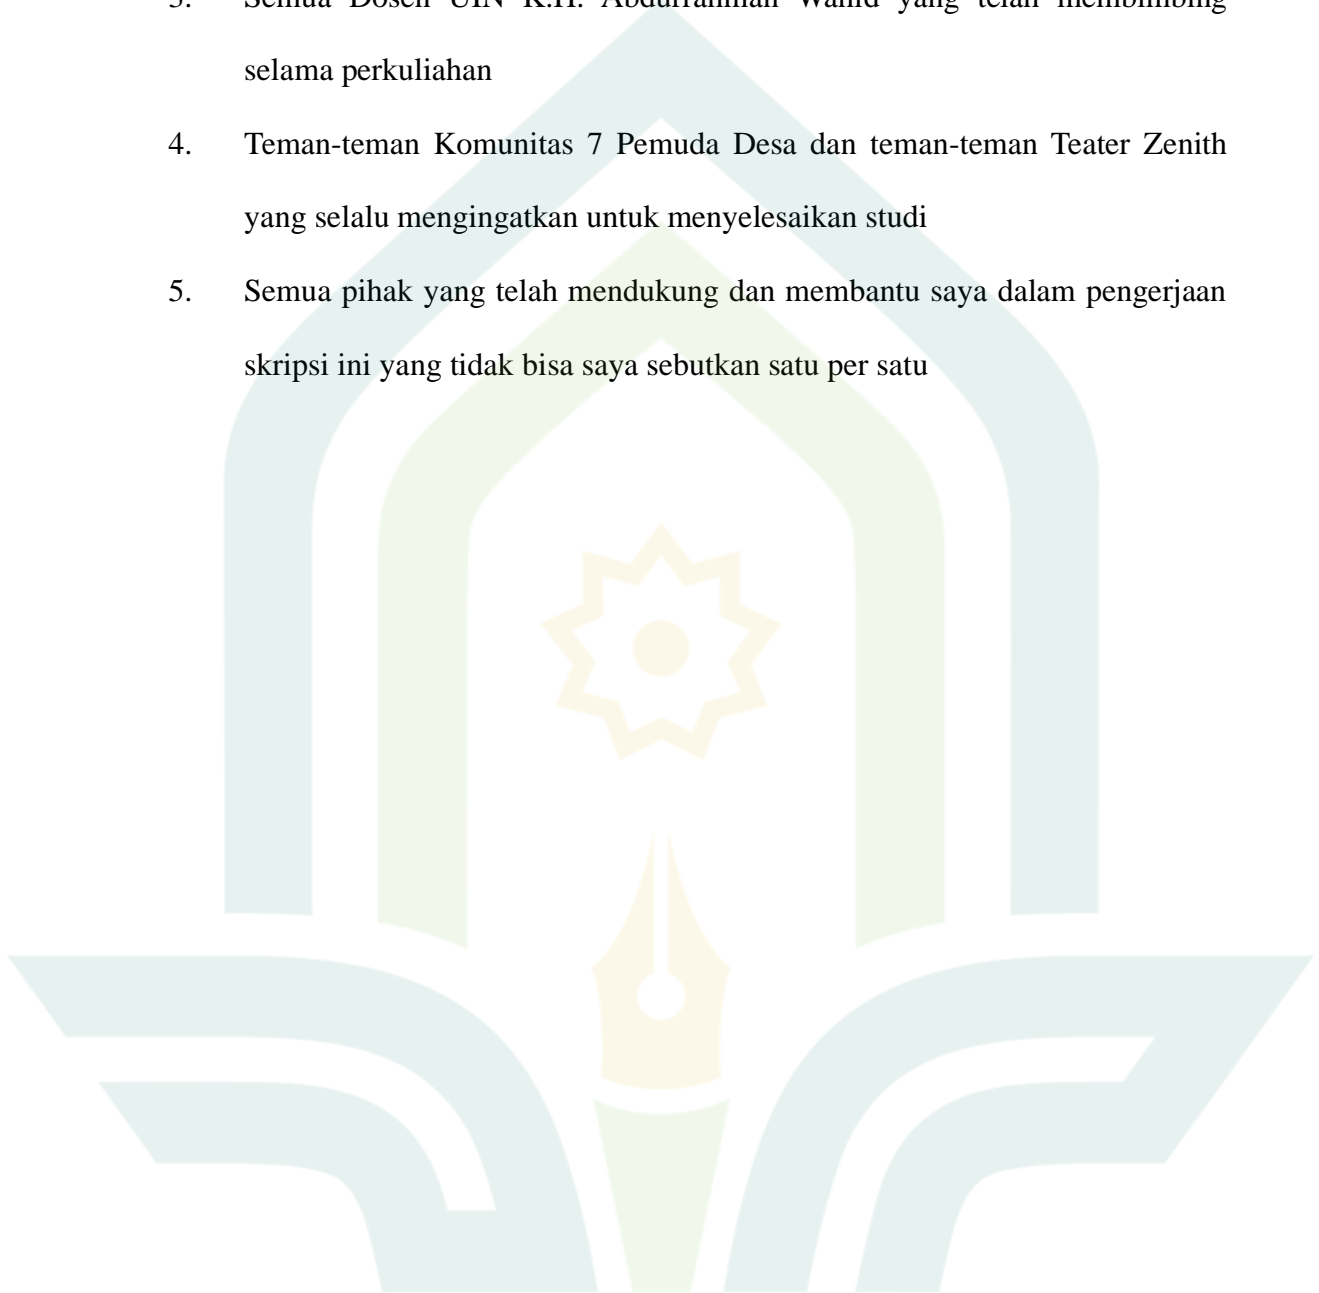 3. Semua Dosen UIN K.H. Abdurrahman Wahid yang telah membimbing
selama perkuliahan
4. Teman-teman Komunitas 7 Pemuda Desa dan teman-teman Teater Zenith
yang selalu mengingatkan untuk menyelesaikan studi
5. Semua pihak yang telah mendukung dan membantu saya dalam pengerjaan
skripsi ini yang tidak bisa saya sebutkan satu per satu